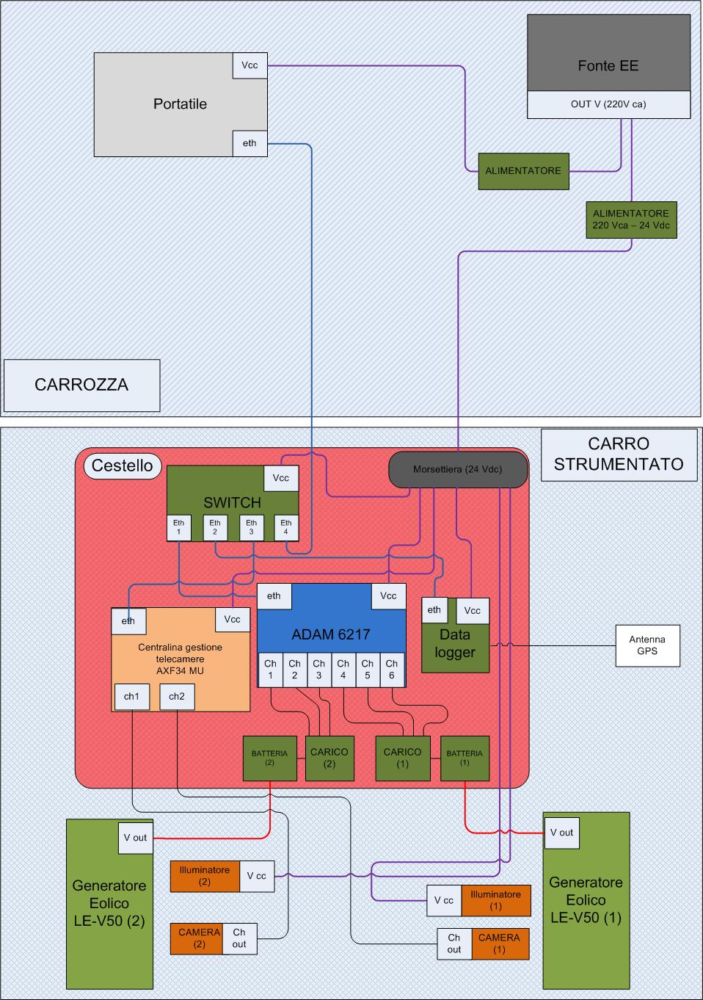 Fonte EE
OUT V (220V ca)
Vcc
Portatile
eth
ALIMENTATORE
ALIMENTATORE
220 Vca – 24 Vdc
CARROZZA
CARRO
STRUMENTATO
Cestello
Morsettiera (24 Vdc)
Vcc
SWITCH
Eth
1
Eth
2
Eth
3
Eth
4
eth
Vcc
ADAM 6217
Ch
1
Ch
2
Ch
3
Ch
4
Ch
5
Ch
6
eth
Vcc
Centralina gestione
telecamere
AXF34 MU
ch1
ch2
eth
Vcc
Data
logger
Antenna
GPS
BATTERIA
(2)
CARICO
(2)
CARICO
(1)
BATTERIA
(1)
V out
Generatore
Eolico
LE-V50 (2)
Illuminatore
(2)
V cc
CAMERA
(2)
Ch
out
V cc
Illuminatore
(1)
Ch
out
CAMERA
(1)
V out
Generatore
Eolico
LE-V50 (1)